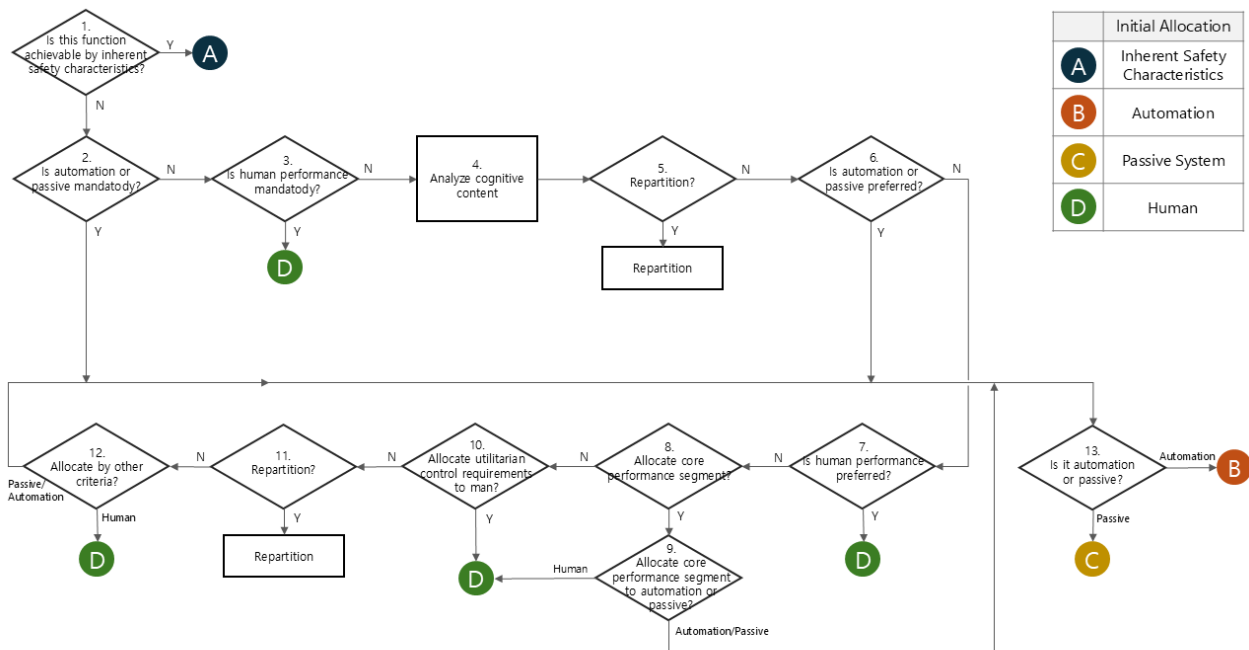 1.
Is this function
achievable by inherent
safety characteristics?
Y
A
N
Initial Allocation
A
Inherent Safety
Characteristics
B
Automation
C
Passive System
D
Human
2.
Is automation or
passive mandatody?
N
Y
3.
Is human performance
mandatody?
N
Y
D
4.
Analyze cognitive
content
5.
Repartition?
N
Y
Repartition
6.
Is automation or
passive preferred?
N
Y
12.
Allocate by other
criteria?
Passive/
Automation
Human
D
N
11.
Repartition?
Y
Repartition
N
10.
Allocate utilitarian
control requirements
to man?
Y
D
N
8.
Allocate core
performance segment?
Y
N
7.
Is human performance
preferred?
Y
D
9.
Allocate core
performance segment
to automation or
passive?
Human
Automation/Passive
13.
Is it automation
or passive?
Automation
B
Passive
C